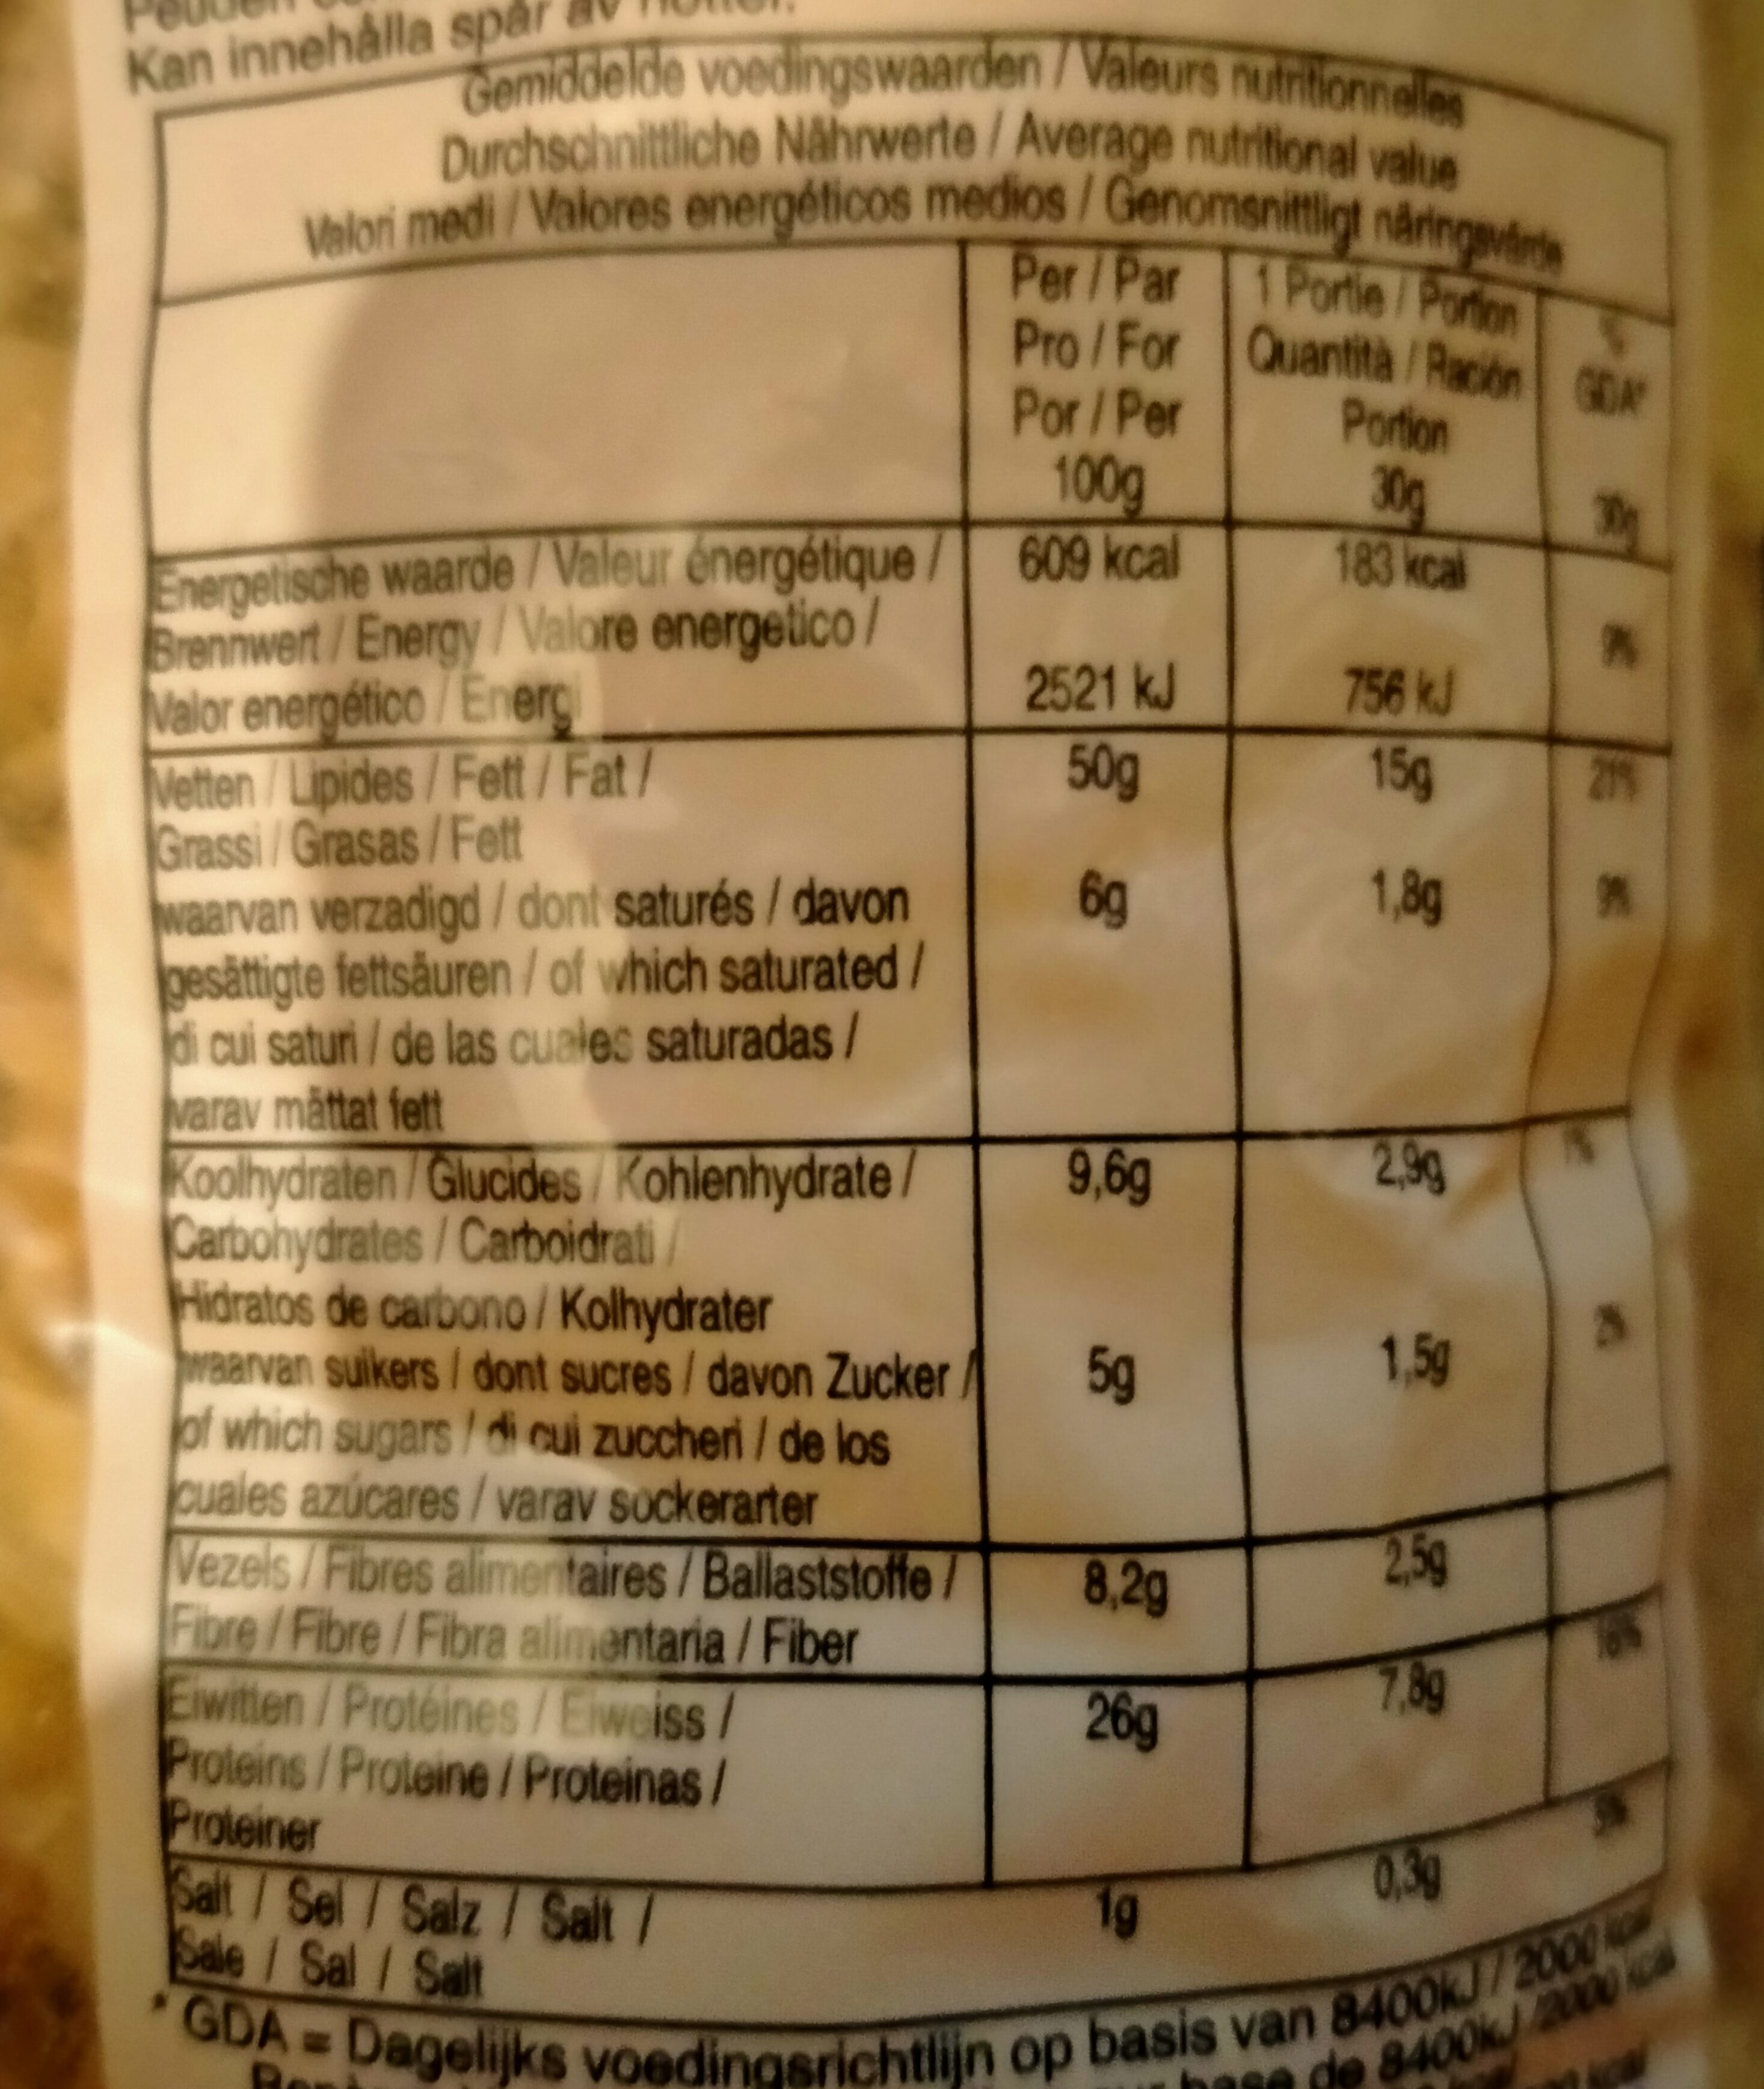 Kan innehålla spår av
Gemiddelde voedingswaarden / Valeurs nutritionnelles
Durchschnittliche Nährwerte / Average nutritional value
Valori medi / Valores energéticos medios / Genomsnittligt näringsvärde
Per / Par 1 Portie / Portion %
Pro / For Quantità / Ración GDA*
Por / Per Portion
100g 30g 30g
Energetische waarde / Valeur énergétique / 609 kcal 183 kcal
Brennwert / Energy / Valore energetico / 9%
Valor energético / Energi 2521 kJ 756 kJ
Vetten / Lipides / Fett / Fat / 50g 15g 21%
Grassi / Grasas / Fett
waarvan verzadigd / dont saturés / davon 6g 1,8g 9%
gesättigte fettsäuren / of which saturated /
di cui saturi / de las cuales saturadas /
varav mättat fett
Koolhydraten / Glucides / Kohlenhydrate / 9,6g 2,9g 1%
Carbohydrates / Carboidrati /
Hidratos de carbono / Kolhydrater
waarvan suikers / dont sucres / davon Zucker / 5g 1,5g 2%
of which sugars / di cui zuccheri / de los
cuales azúcares / varav sockerarter
Vezels / Fibres alimentaires / Ballaststoffe / 8,2g 2,5g
Fibre / Fibre / Fibra alimentaria / Fiber
Eiwitten / Protéines / Eiweiss / 26g 7,8g 16%
Proteins / Proteine / Proteinas /
Proteiner
Salt / Sel / Salz / Salt / 1g 0,3g 5%
Sale / Sal / Salt
* GDA = Dagelijks voedingsrichtlijn op basis van 8400kJ / 2000 kcal
base de 8400kJ /2000 kcal